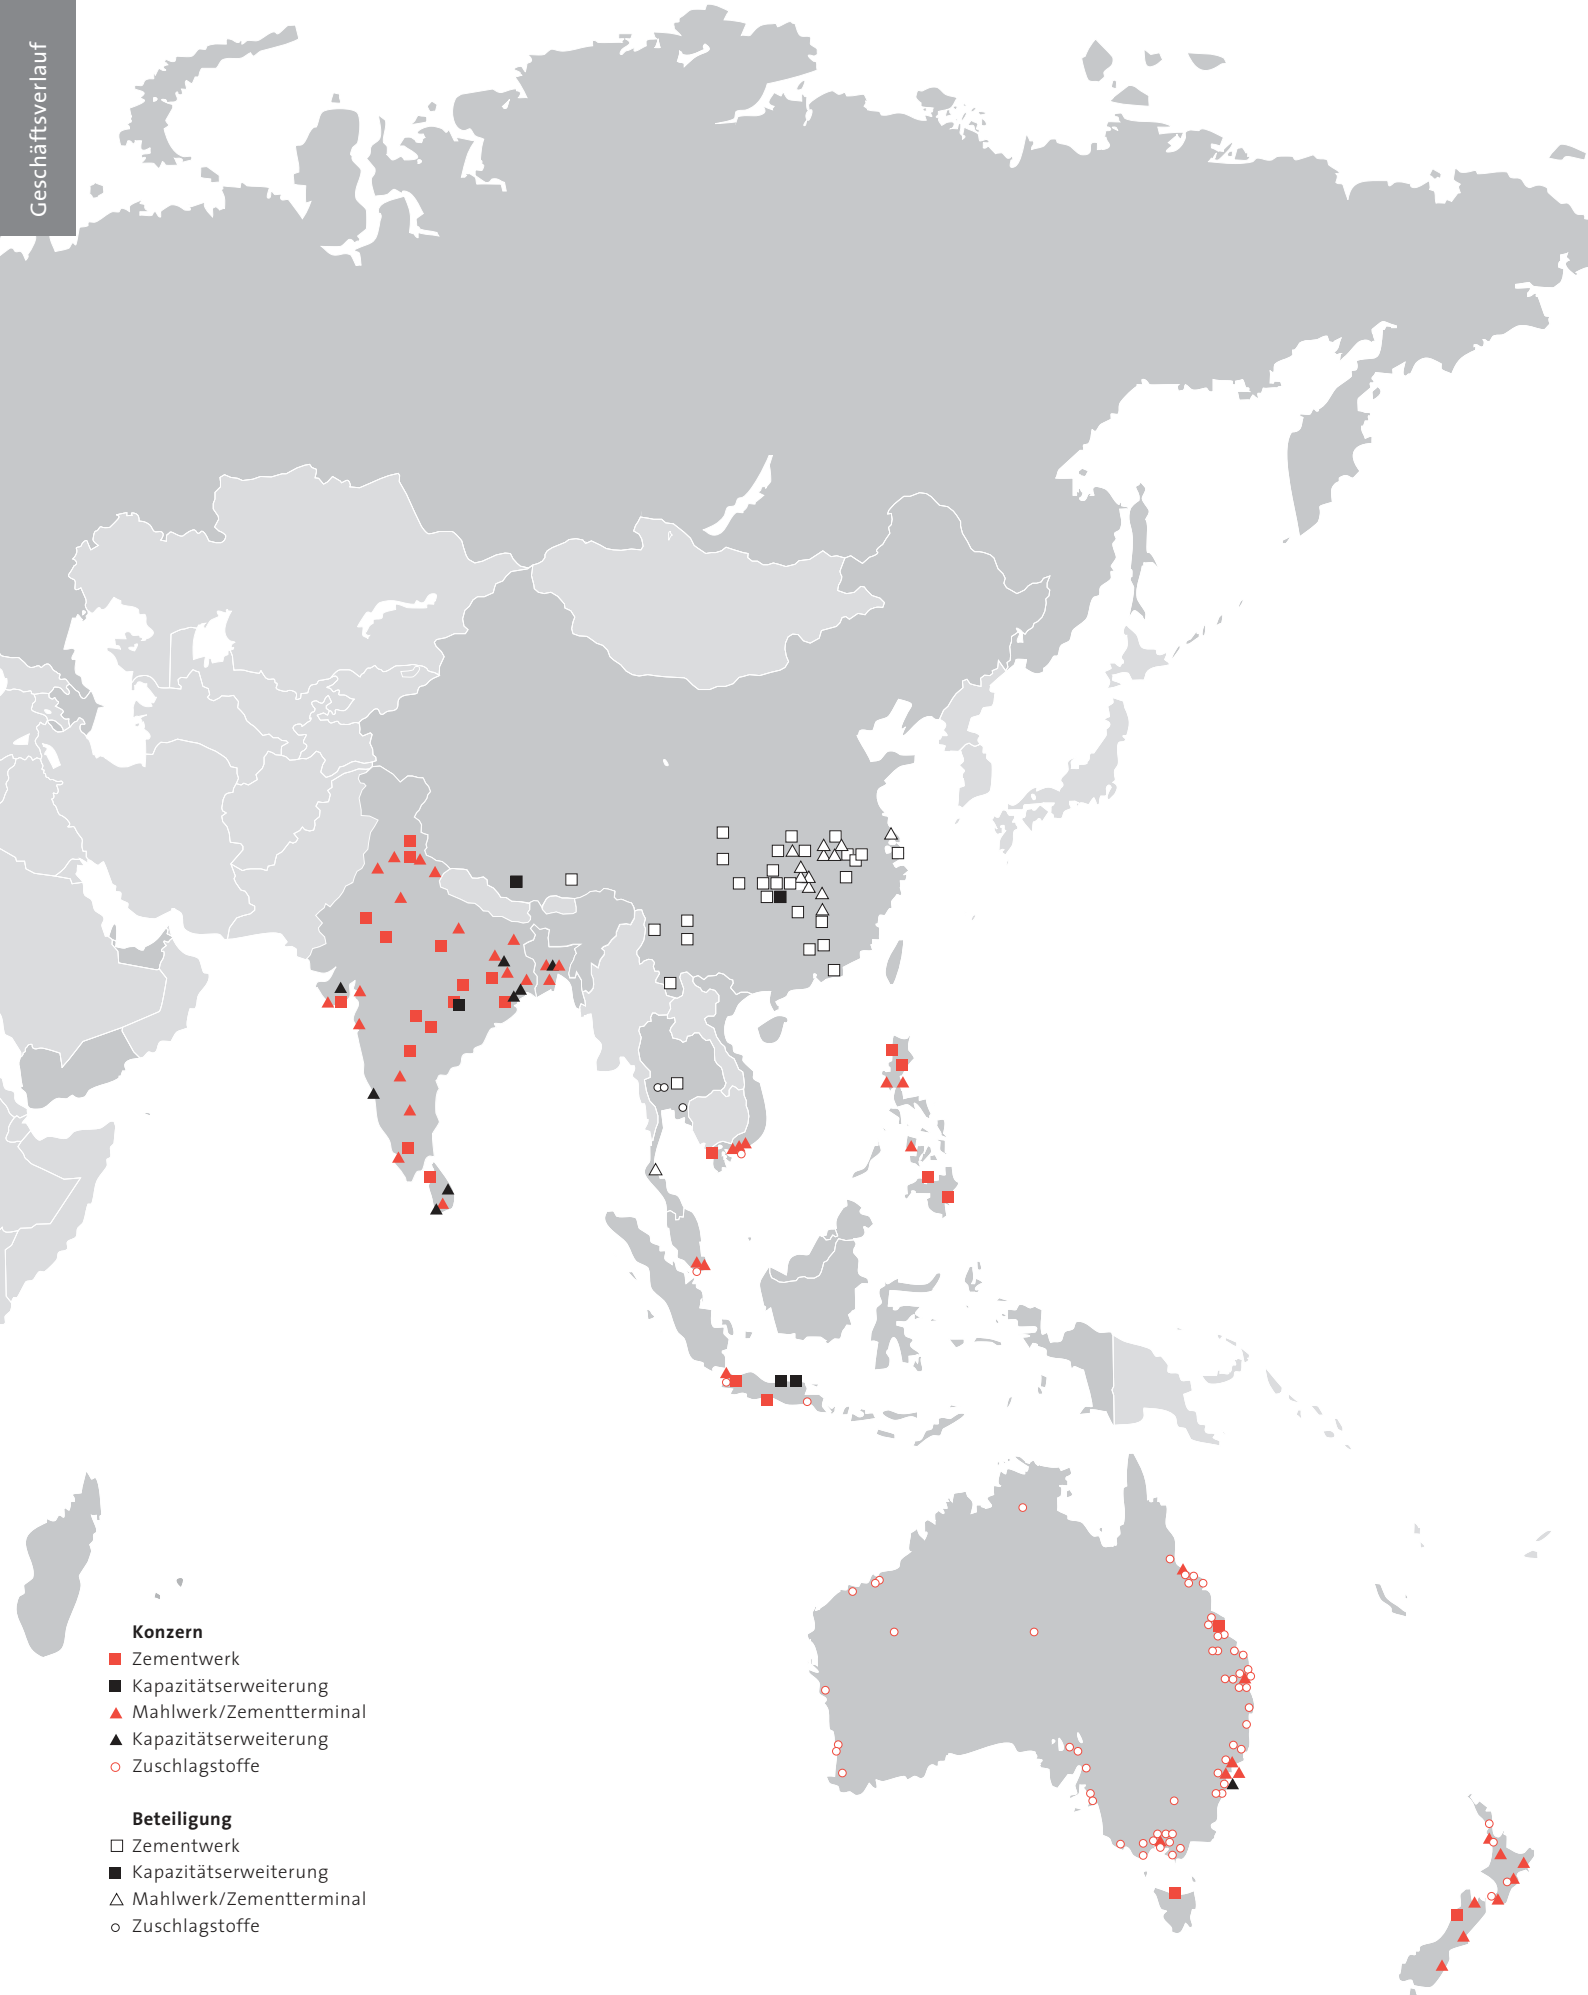 Geschäftsverlauf
Konzern
Zementwerk
Kapazitätserweiterung
Mahlwerk/Zementterminal
Kapazitätserweiterung
Zuschlagstoffe
Beteiligung
Zementwerk
Kapazitätserweiterung
Mahlwerk/Zementterminal
Zuschlagstoffe